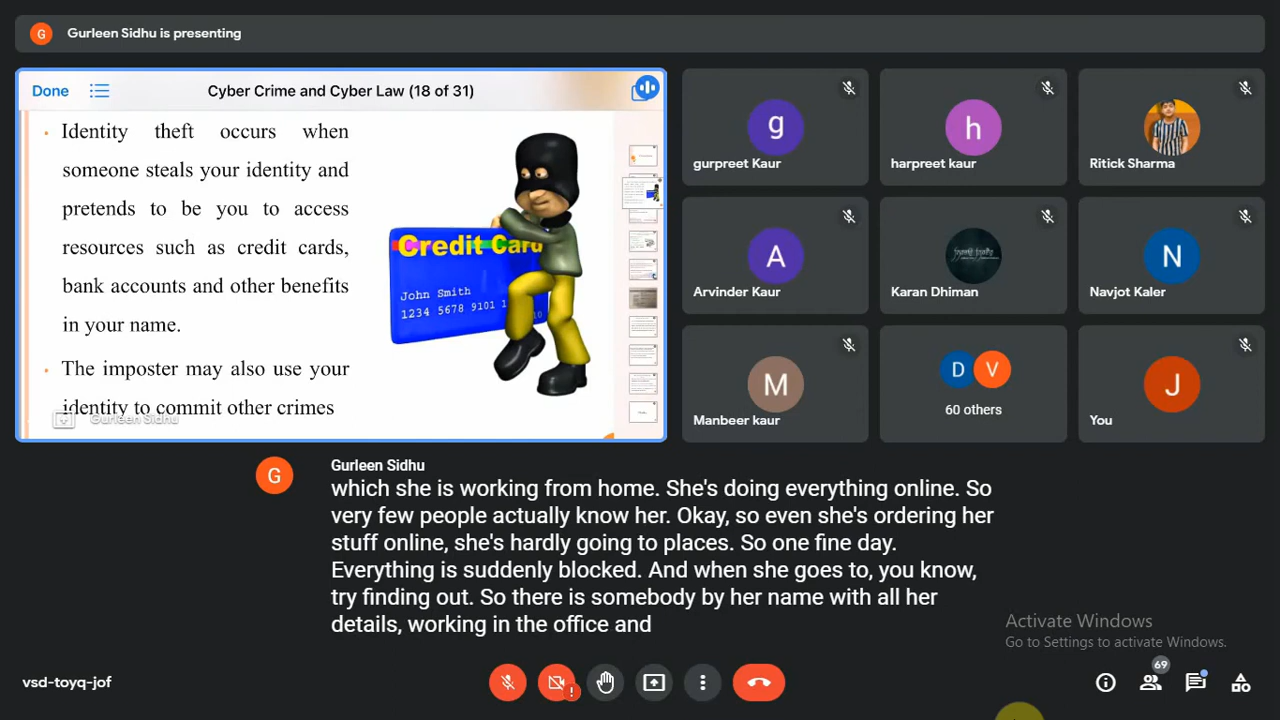 G
Gurleen Sidhu is presenting
Done
Cyber Crime and Cyber Law (18 of 31)
Identity theft occurs when
someone steals your identity and
pretends to be you to access
resources such as credit cards,
bank accounts and other benefits
in your name.
The imposter may also use your
identity to commit other crimes
Gurleen Sidhu
Credit Card
John Smith
1234 5678 9101 1
10
g
gurpreet Kaur
h
harpreet kaur
Ritick Sharma
A
Arvinder Kaur
Karan Dhiman
N
Navjot Kaler
M
Manbeer kaur
D V
60 others
J
You
G
Gurleen Sidhu
which she is working from home. She's doing everything online. So
very few people actually know her. Okay, so even she's ordering her
stuff online, she's hardly going to places. So one fine day.
Everything is suddenly blocked. And when she goes to, you know,
try finding out. So there is somebody by her name with all her
details, working in the office and
Activate Windows
Go to Settings to activate Windows.
vsd-toyq-jof
!
69